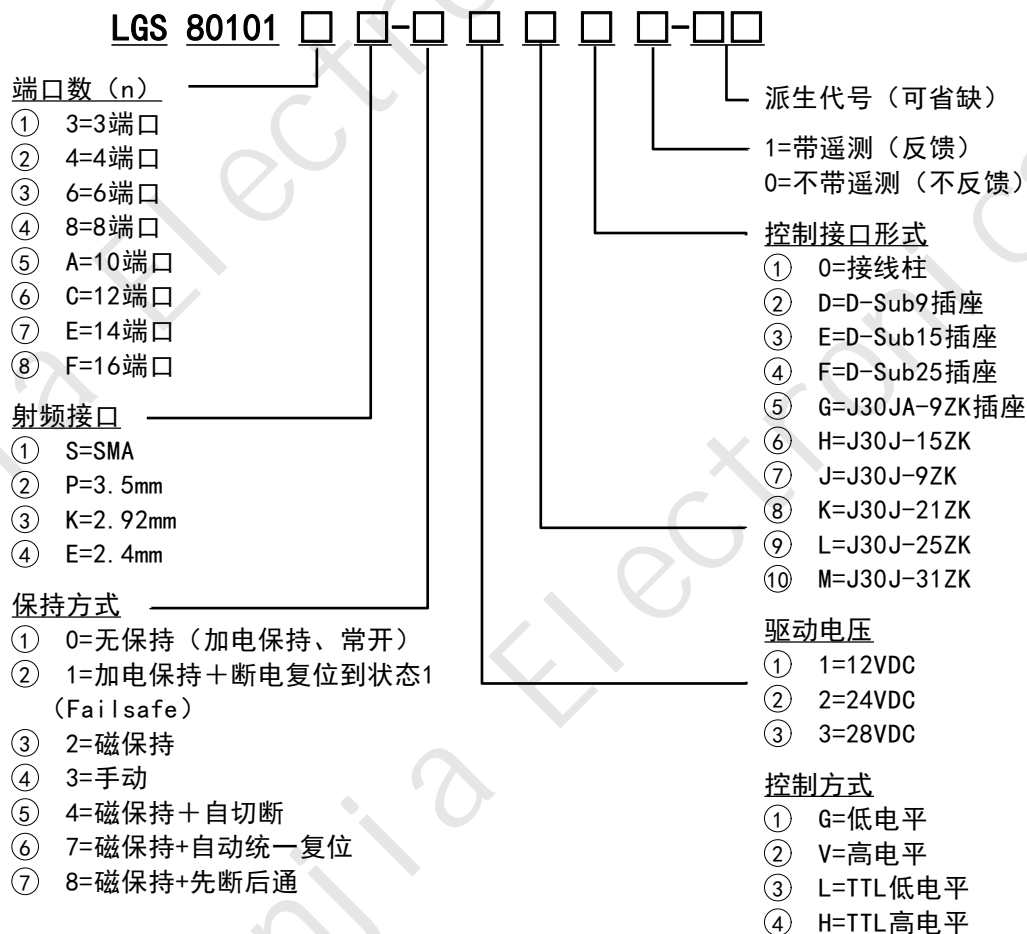 LGS 80101 □ □-□ □ □ □ □-□□
端口数（n）
① 3=3端口
② 4=4端口
③ 6=6端口
④ 8=8端口
⑤ A=10端口
⑥ C=12端口
⑦ E=14端口
⑧ F=16端口
射频接口
① S=SMA
② P=3.5mm
③ K=2.92mm
④ E=2.4mm
保持方式
① 0=无保持（加电保持、常开）
② 1=加电保持＋断电复位到状态1
（Failsafe）
③ 2=磁保持
④ 3=手动
⑤ 4=磁保持＋自切断
⑥ 7=磁保持+自动统一复位
⑦ 8=磁保持+先断后通
派生代号（可省缺）
1=带遥测（反馈）
0=不带遥测（不反馈）
控制接口形式
① 0=接线柱
② D=D-Sub9插座
③ E=D-Sub15插座
④ F=D-Sub25插座
⑤ G=J30JA-9ZK插座
⑥ H=J30J-15ZK
⑦ J=J30J-9ZK
⑧ K=J30J-21ZK
⑨ L=J30J-25ZK
⑩ M=J30J-31ZK
驱动电压
① 1=12VDC
② 2=24VDC
③ 3=28VDC
控制方式
① G=低电平
② V=高电平
③ L=TTL低电平
④ H=TTL高电平